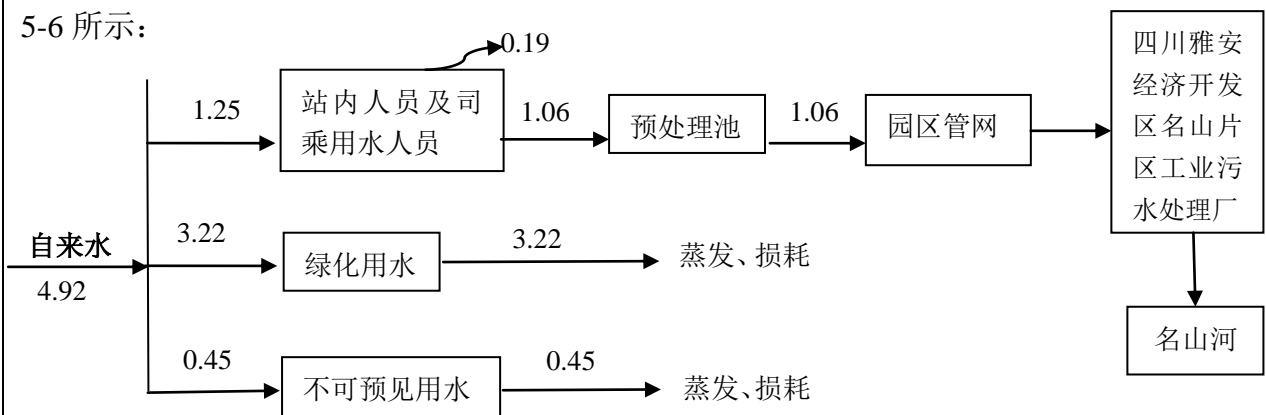 5-6 所示：
0.19
1.25
站内人员及司
乘用水人员
1.06
预处理池
1.06
园区管网
四川雅安
经济开发
区名山片
区工业污
水处理厂
自来水
4.92
3.22
绿化用水
3.22
蒸发、损耗
名山河
0.45
不可预见用水
0.45
蒸发、损耗